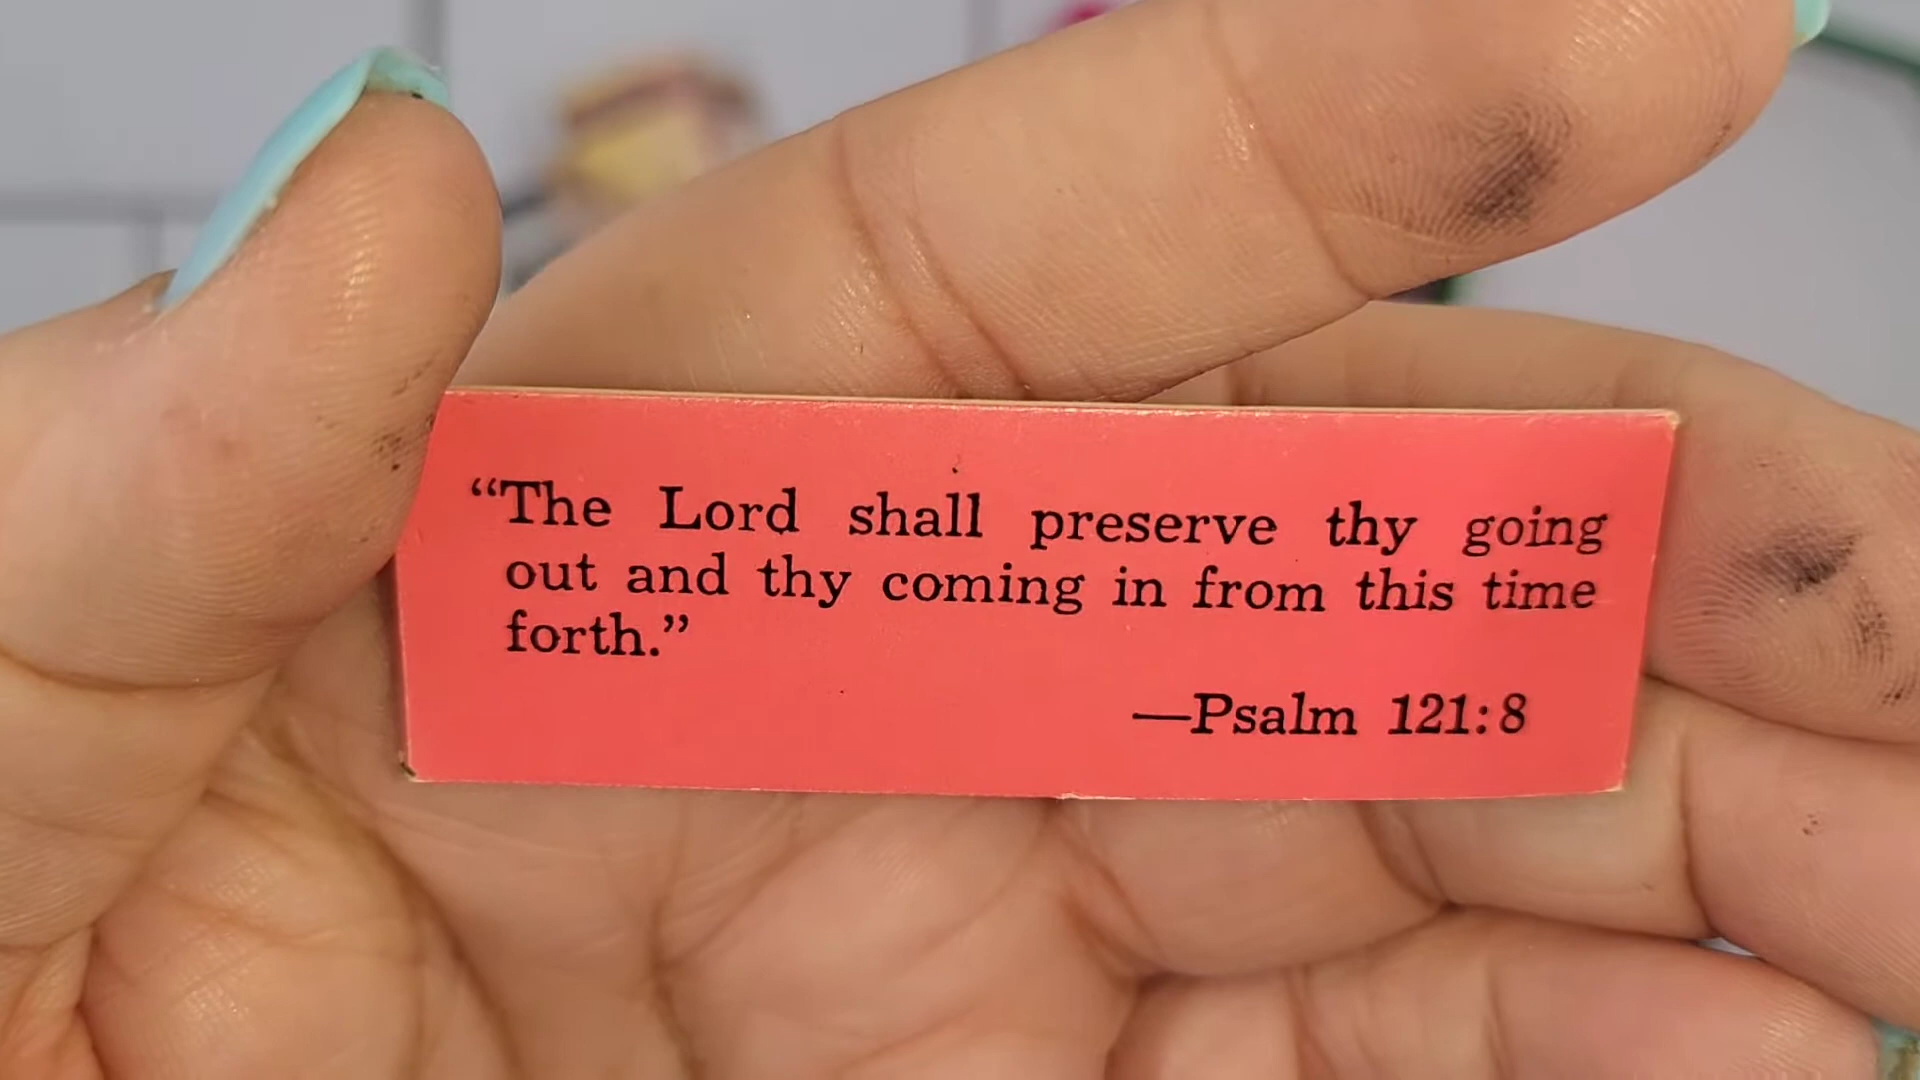 “The Lord shall preserve thy going
out and thy coming in from this time
forth.”
—Psalm 121:8